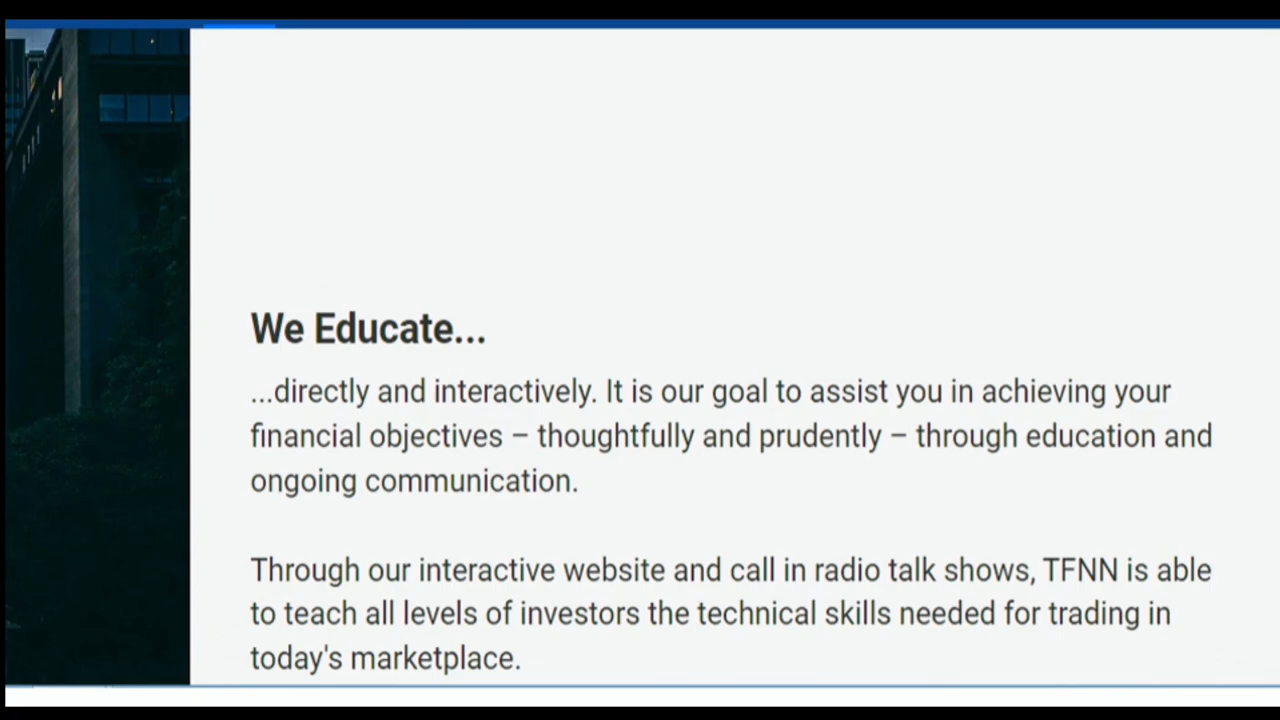 We Educate...
...directly and interactively. It is our goal to assist you in achieving your
financial objectives – thoughtfully and prudently – through education and
ongoing communication.
Through our interactive website and call in radio talk shows, TFNN is able
to teach all levels of investors the technical skills needed for trading in
today's marketplace.